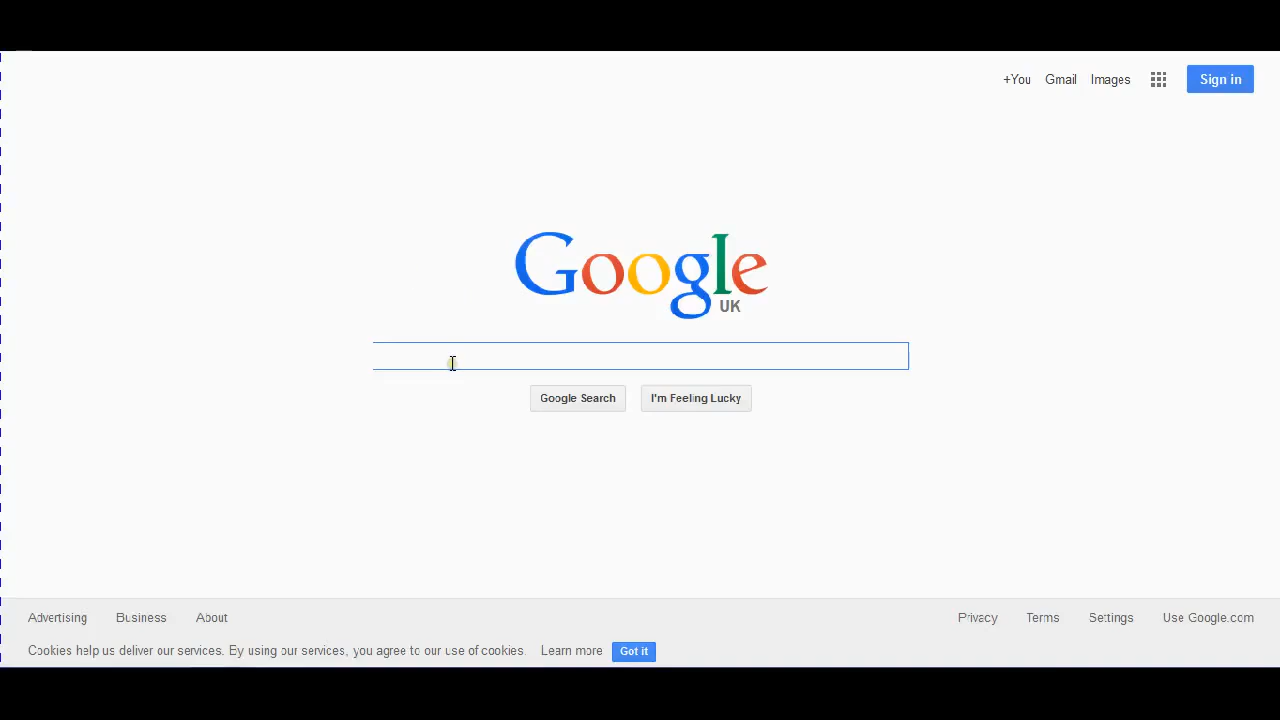 +You Gmail Images Sign in
Google
UK
Google Search I'm Feeling Lucky
Advertising Business About Privacy Terms Settings Use Google.com
Cookies help us deliver our services. By using our services, you agree to our use of cookies. Learn more Got it